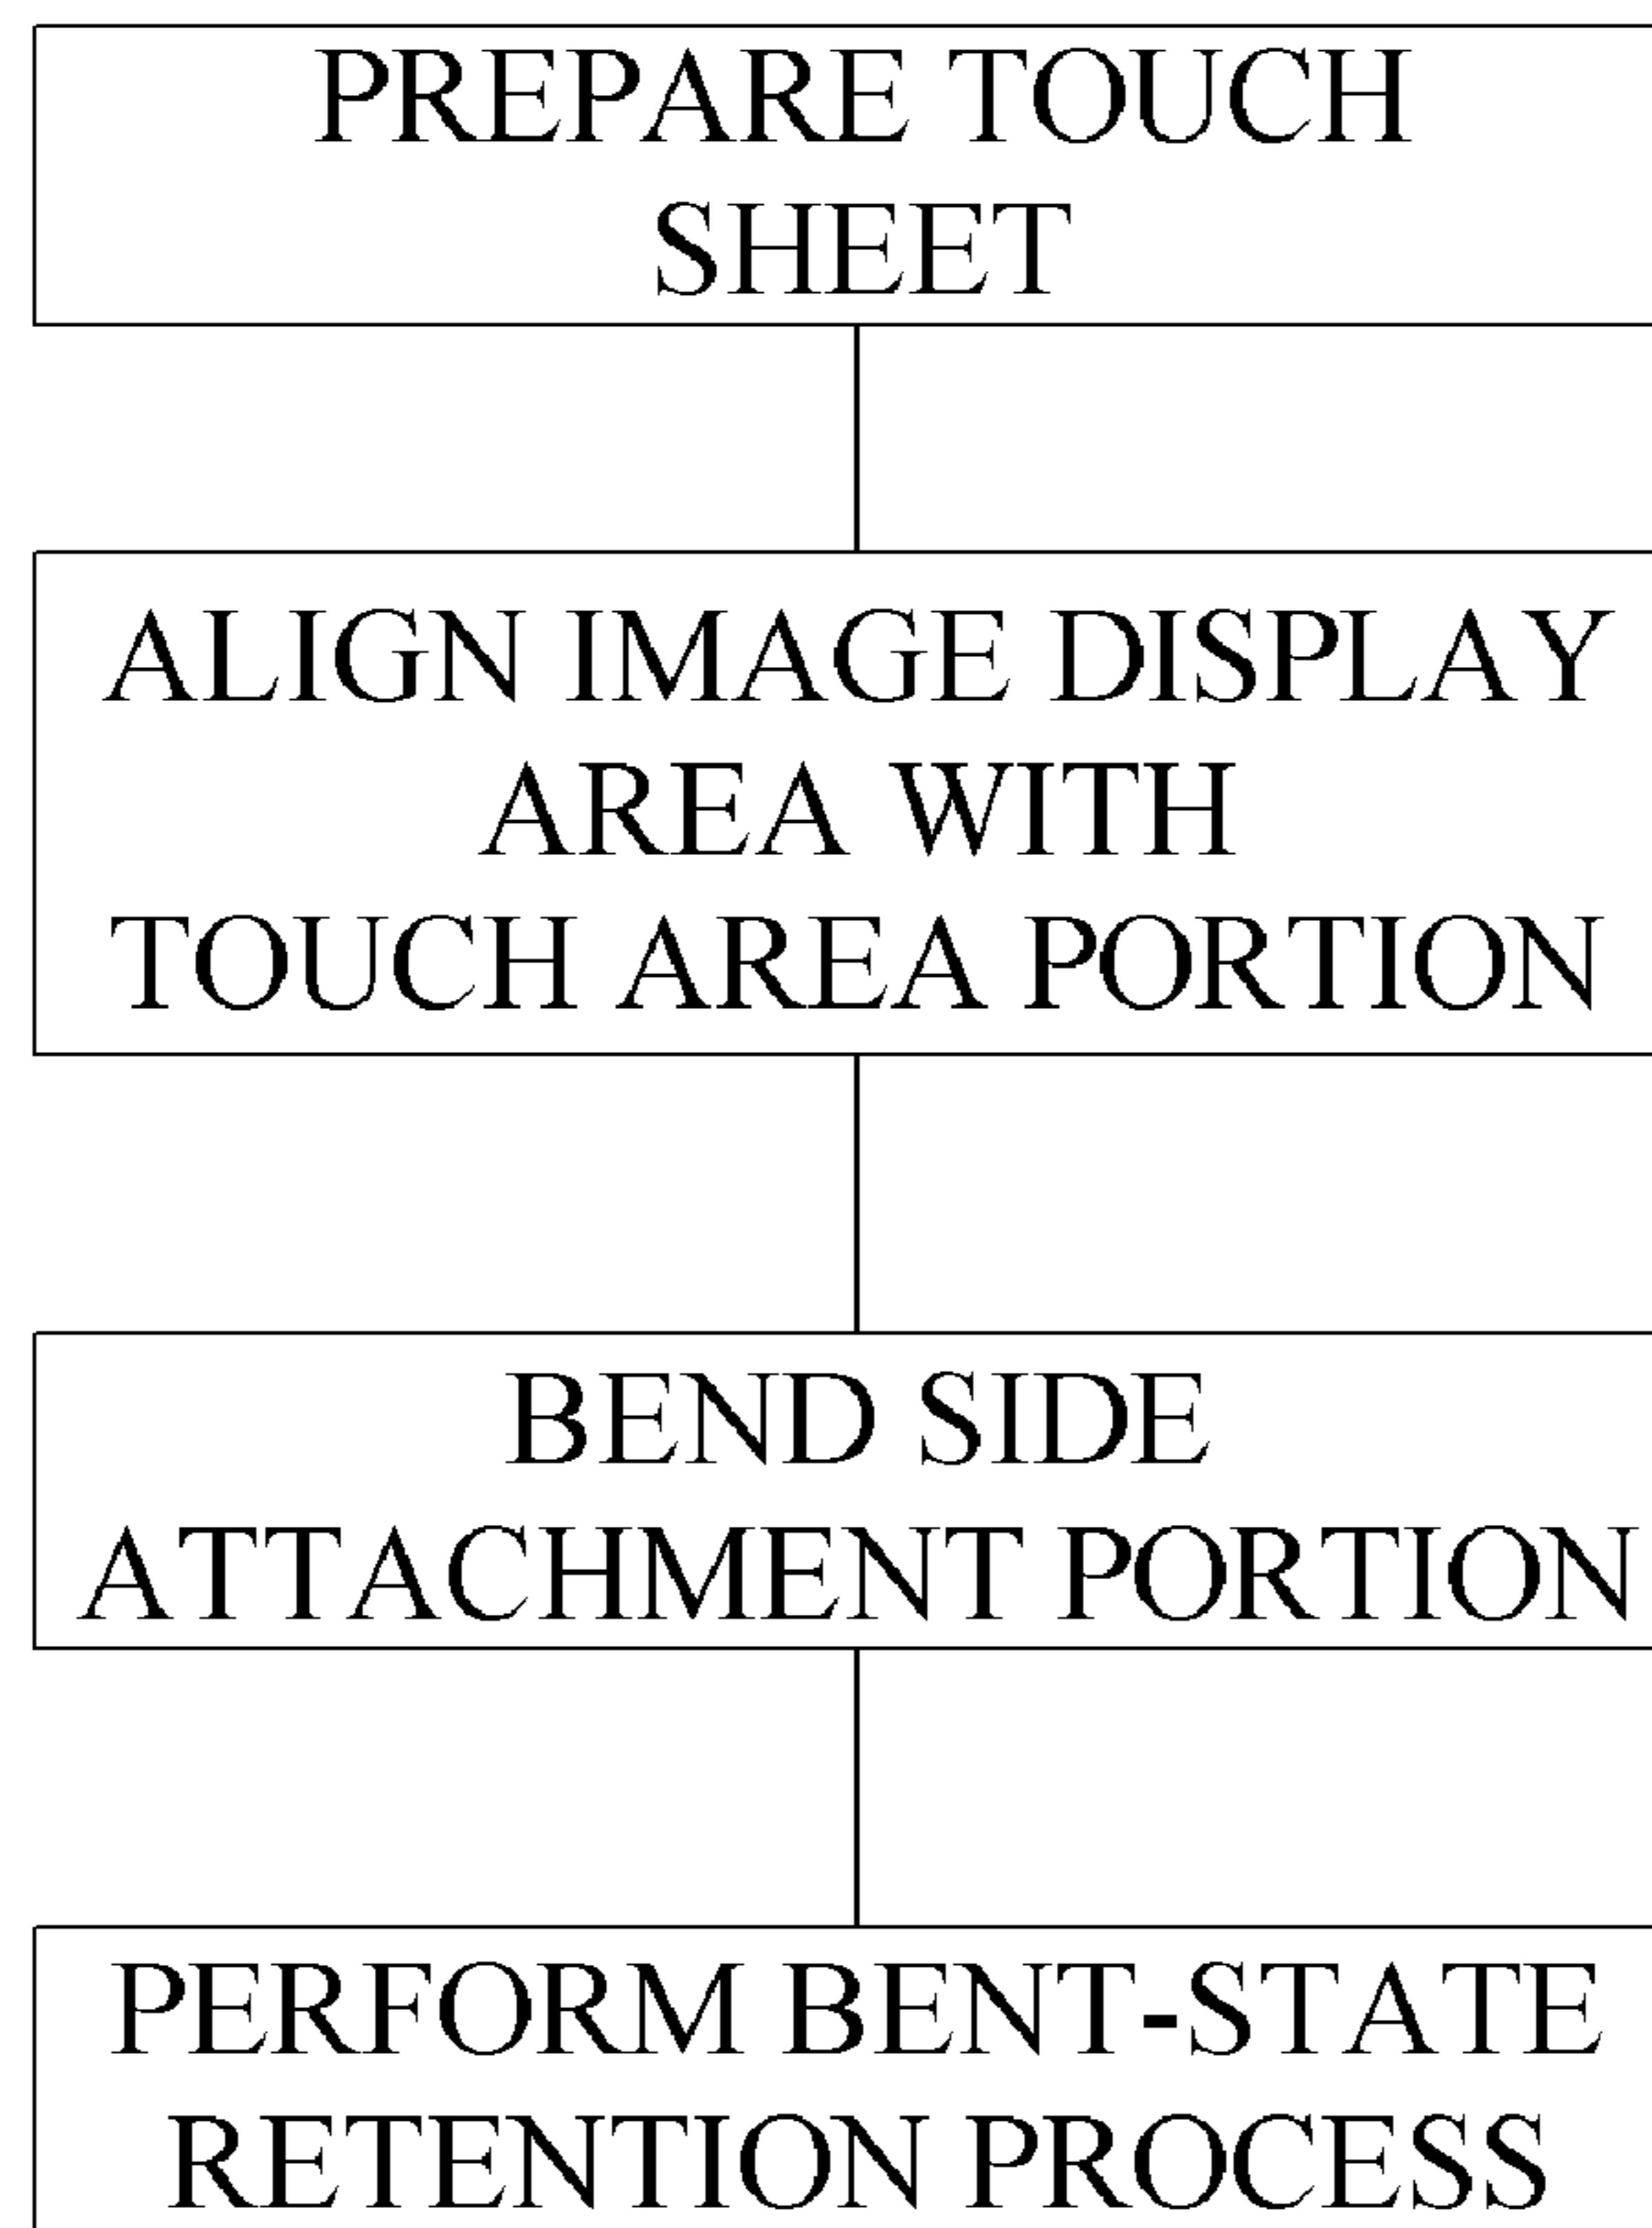 PREPARE TOUCH
SHEET
ALIGN IMAGE DISPLAY
AREA WITH
TOUCH AREA PORTION
BEND SIDE
ATTACHMENT PORTION
PERFORM BENT-STATE
RETENTION PROCESS